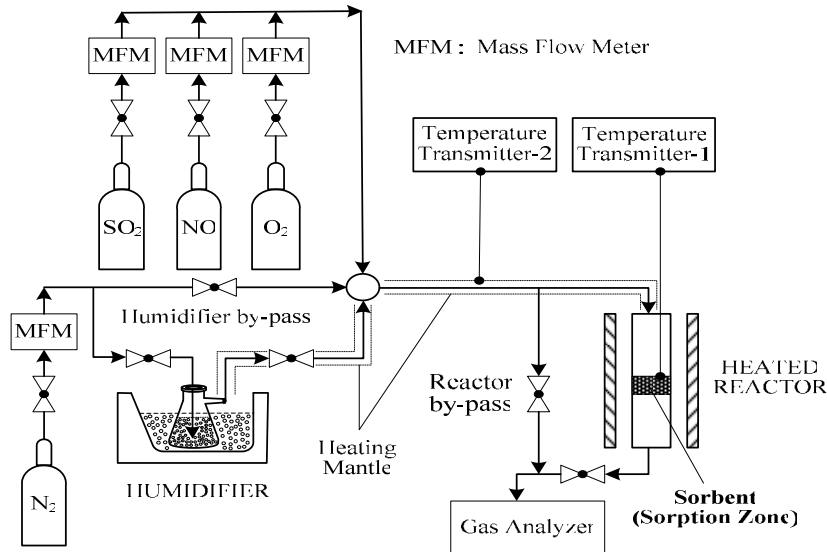 MFM MFM MFM
MFM : Mass Flow Meter
SO2 NO O2
Temperature
Transmitter-2
Temperature
Transmitter-1
MFM
Humidifier by-pass
HUMIDIFIER
N2
Heating
Mantle
Reactor
by-pass
HEATED
REACTOR
Sorbent
(Sorption Zone)
Gas Analyzer